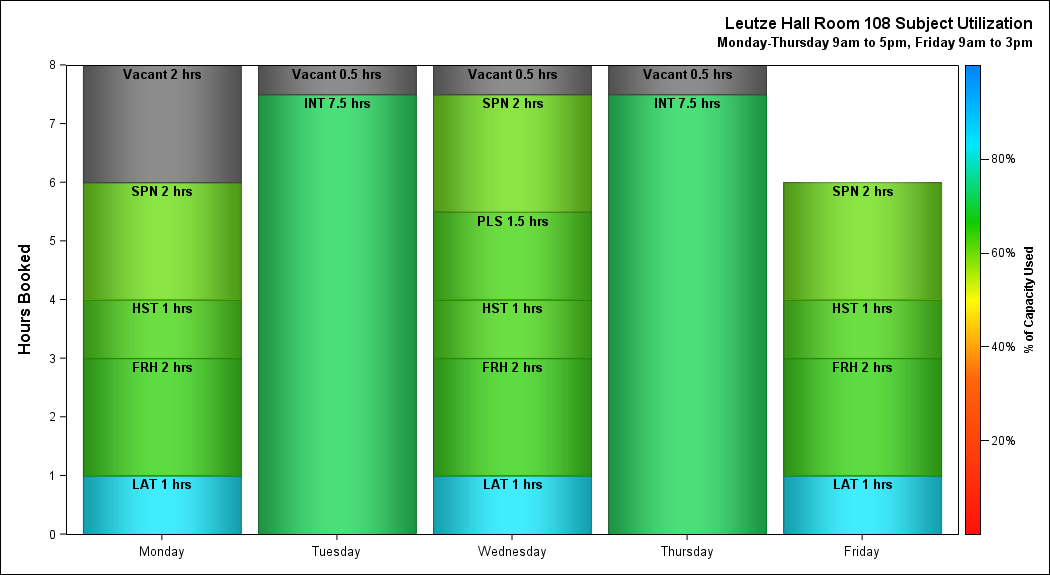 Leutze Hall Room 108 Subject Utilization
Monday-Thursday 9am to 5pm, Friday 9am to 3pm
Hours Booked
8
7
6
5
4
3
2
1
0
Vacant 2 hrs
SPN 2 hrs
HST 1 hrs
FRH 2 hrs
LAT 1 hrs
Vacant 0.5 hrs
INT 7.5 hrs
Vacant 0.5 hrs
SPN 2 hrs
PLS 1.5 hrs
HST 1 hrs
FRH 2 hrs
LAT 1 hrs
Vacant 0.5 hrs
INT 7.5 hrs
SPN 2 hrs
HST 1 hrs
FRH 2 hrs
LAT 1 hrs
Monday
Tuesday
Wednesday
Thursday
Friday
80%
60%
40%
20%
% of Capacity Used